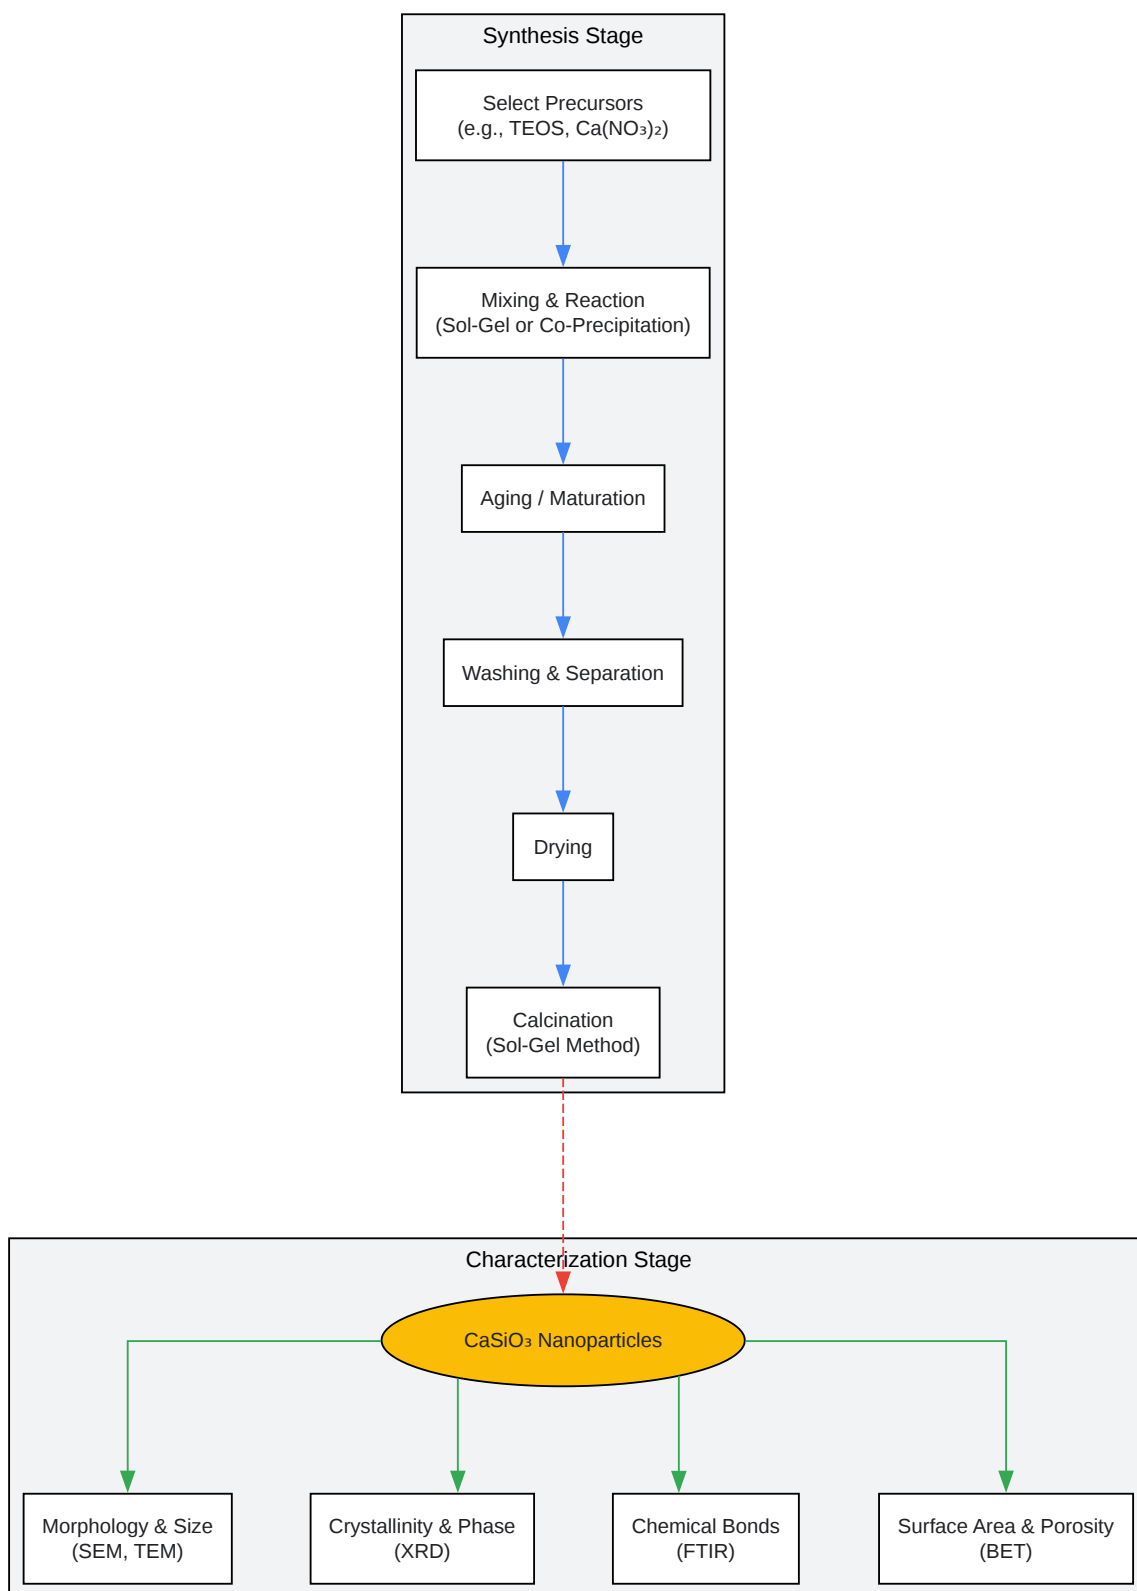 Synthesis Stage
Select Precursors
(e.g., TEOS, Ca(NO₃)₂)
Mixing & Reaction
(Sol-Gel or Co-Precipitation)
Aging / Maturation
Washing & Separation
Drying
Calcination
(Sol-Gel Method)
Characterization Stage
CaSiO₃ Nanoparticles
Morphology & Size
(SEM, TEM)
Crystallinity & Phase
(XRD)
Chemical Bonds
(FTIR)
Surface Area & Porosity
(BET)